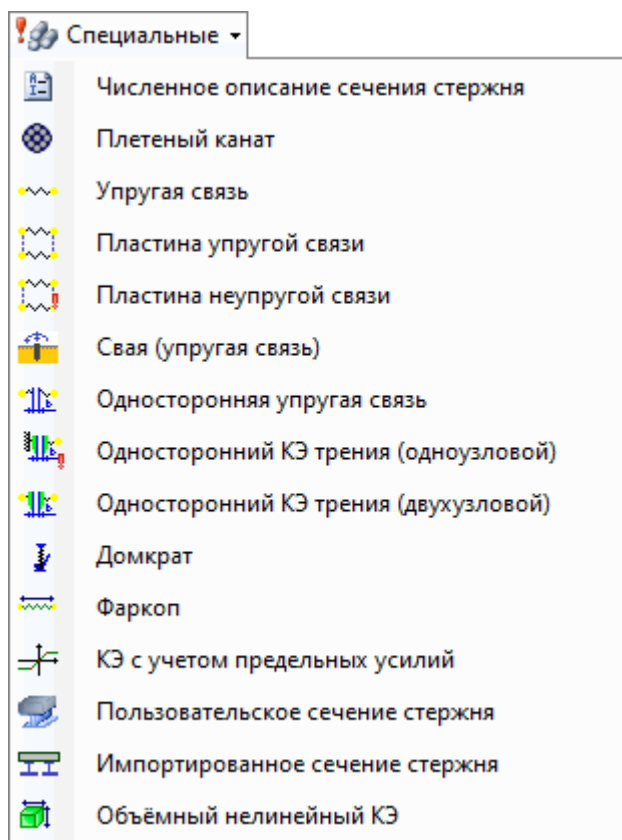 Специальные
Численное описание сечения стержня
Плетеный канат
Упругая связь
Пластина упругой связи
Пластина неупругой связи
Свая (упругая связь)
Односторонняя упругая связь
Односторонний КЭ трения (одноузловой)
Односторонний КЭ трения (двухузловой)
Домкрат
Фаркоп
КЭ с учетом предельных усилий
Пользовательское сечение стержня
Импортированное сечение стержня
Объёмный нелинейный КЭ